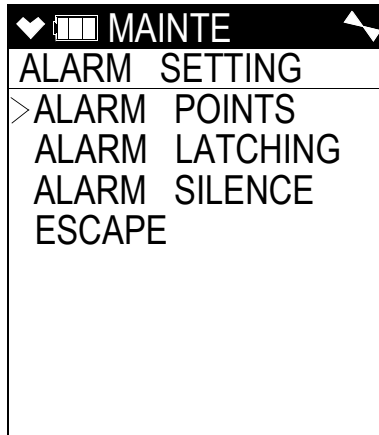 MAINTE
ALARM SETTING
>ALARM POINTS
ALARM LATCHING
ALARM SILENCE
ESCAPE